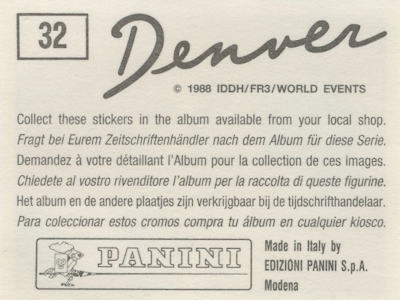 32
Denver
© 1988 IDDH/FR3/WORLD EVENTS
Collect these stickers in the album available from your local shop.
Fragt bei Eurem Zeitschriftenhändler nach dem Album für diese Serie.
Demandez à votre détaillant l'Album pour la collection de ces images.
Chiedete al vostro rivenditore l'album per la raccolta di queste figurine.
Het album en de andere plaatjes zijn verkrijgbaar bij de tijdschrifthandelaar.
Para coleccionar estos cromos compra tu álbum en cualquier kiosco.
PANINI
Made in Italy by
EDIZIONI PANINI S.p.A.
Modena